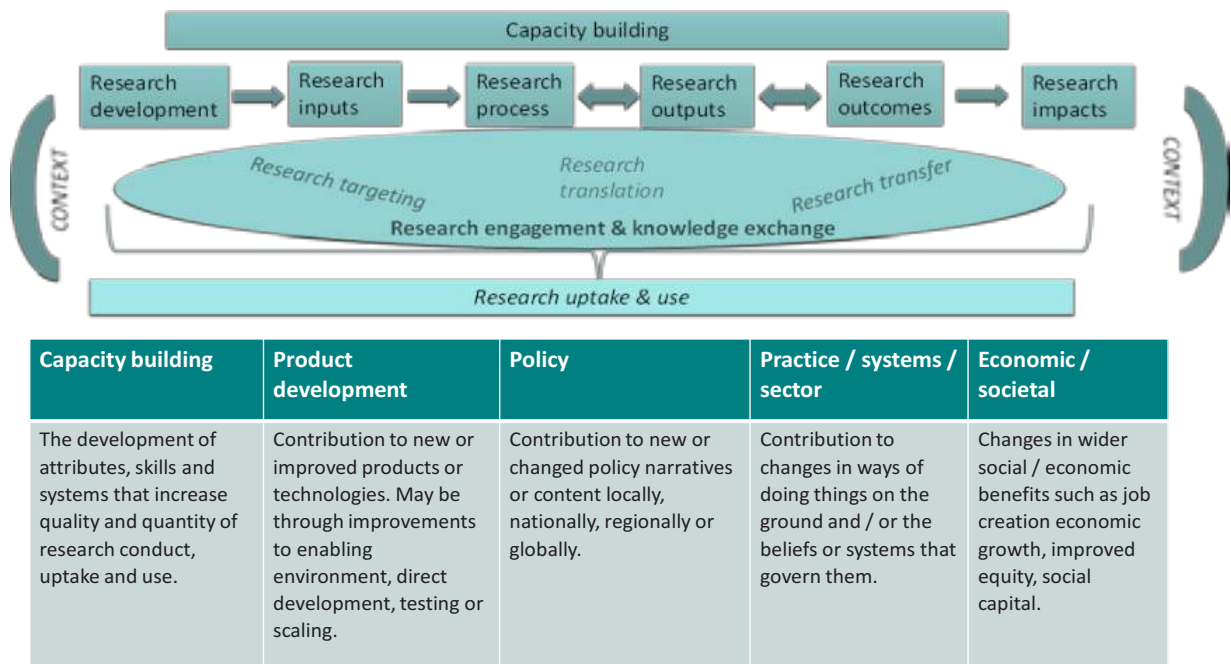 Capacity building
Research
development
Research
inputs
Research
process
Research
outputs
Research
outcomes
Research
impacts
CONTEXT
CONTEXT
Research targeting
Research
translation
Research transfer
Research engagement & knowledge exchange
Research uptake & use
Capacity building
Product
development
Policy
Practice / systems /
sector
Economic /
societal
The development of
attributes, skills and
systems that increase
quality and quantity of
research conduct,
uptake and use.
Contribution to new or
improved products or
technologies. May be
through improvements
to enabling
environment, direct
development, testing or
scaling.
Contribution to new or
changed policy narratives
or content locally,
nationally, regionally or
globally.
Contribution to
changes in ways of
doing things on the
ground and / or the
beliefs or systems that
govern them.
Changes in wider
social / economic
benefits such as job
creation economic
growth, improved
equity, social
capital.